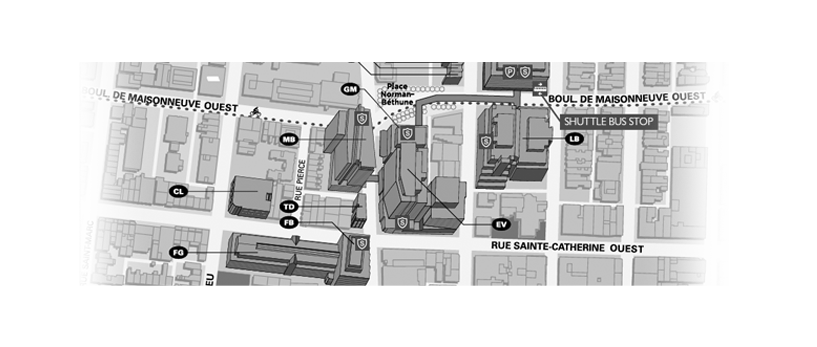 P S
GM
Place
Norman-
Béthune
BOUL. DE MAISONNEUVE OUEST
BOUL. DE MAISONNEUVE OUEST
S
SHUTTLE BUS STOP
S
MB
S
LB
RUE PIERCE
CL
TD
FB
S
EV
S
RUE SAINTE-CATHERINE OUEST
FG